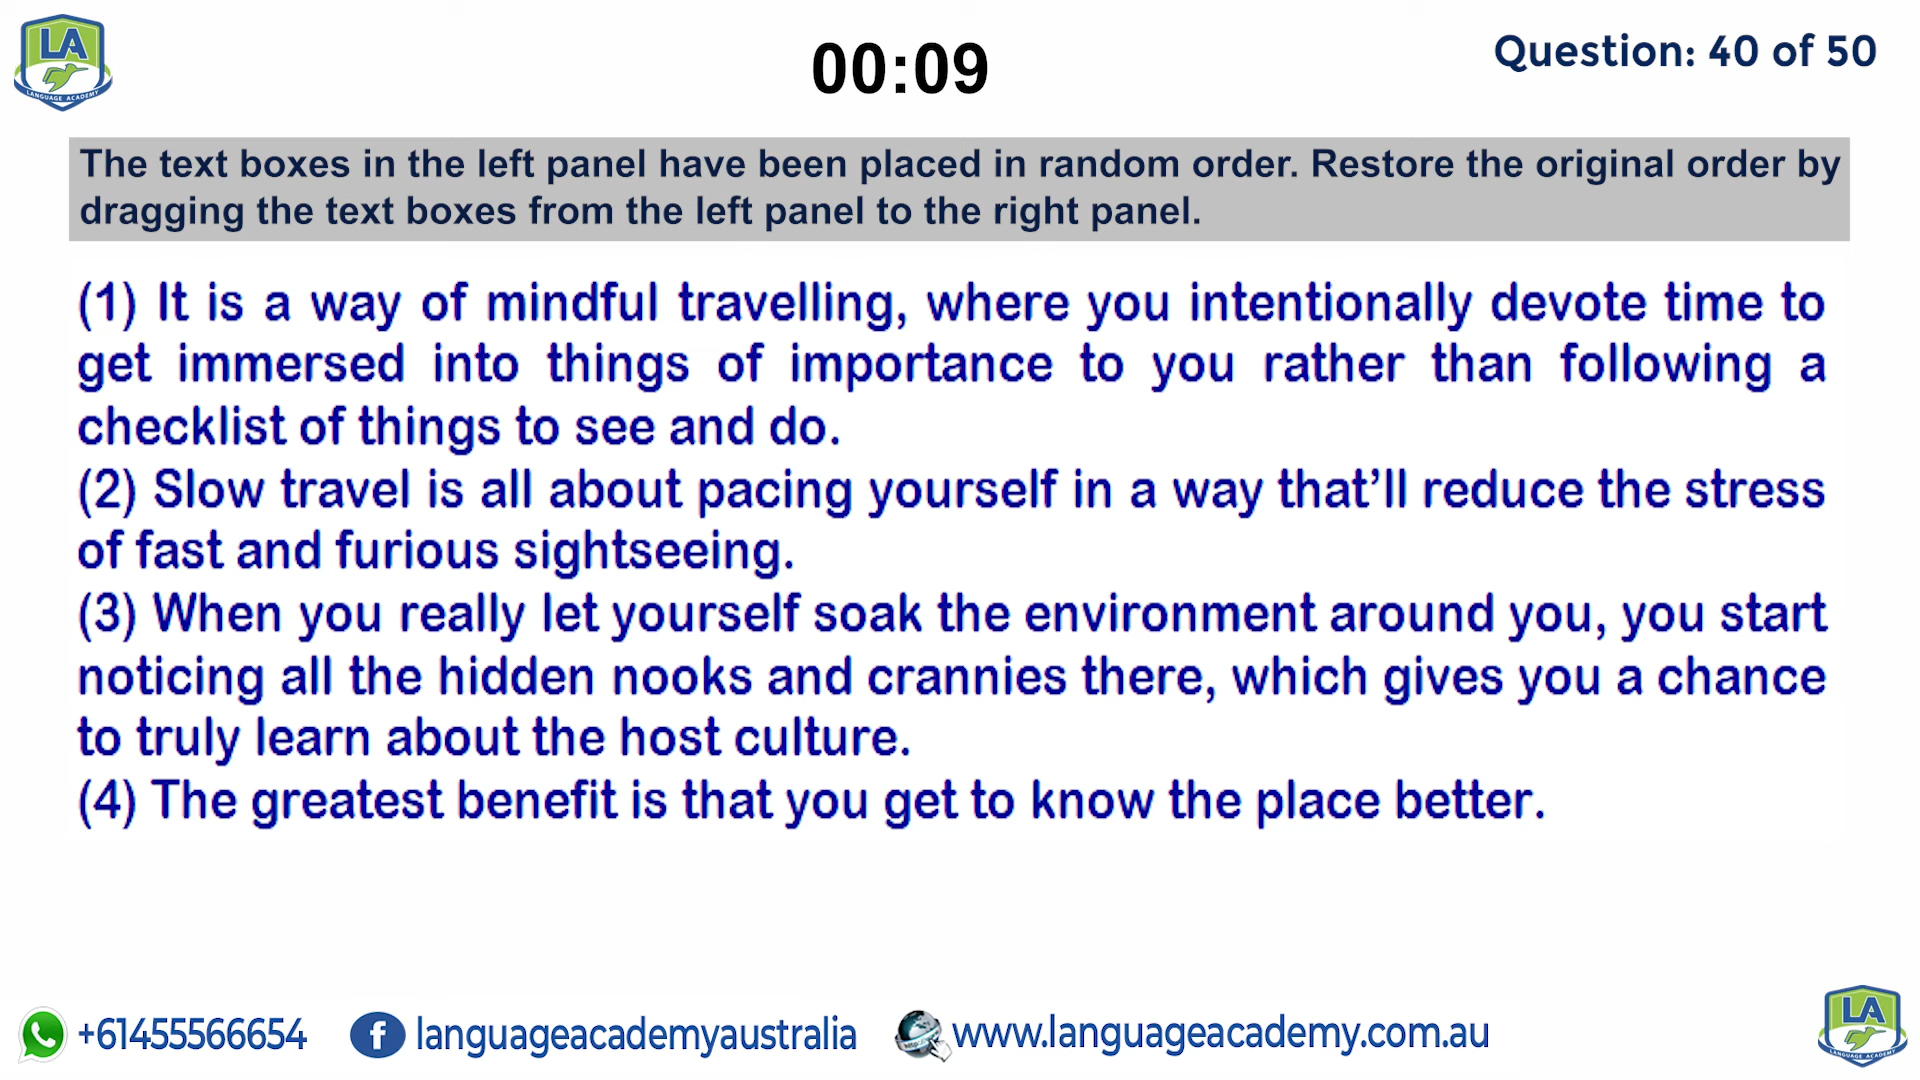 LA
LANGUAGE ACADEMY
00:09
Question: 40 of 50
The text boxes in the left panel have been placed in random order. Restore the original order by
dragging the text boxes from the left panel to the right panel.
(1) It is a way of mindful travelling, where you intentionally devote time to
get immersed into things of importance to you rather than following a
checklist of things to see and do.
(2) Slow travel is all about pacing yourself in a way that’ll reduce the stress
of fast and furious sightseeing.
(3) When you really let yourself soak the environment around you, you start
noticing all the hidden nooks and crannies there, which gives you a chance
to truly learn about the host culture.
(4) The greatest benefit is that you get to know the place better.
+61455566654
f languageacademyaustralia
www.languageacademy.com.au
LA
LANGUAGE ACADEMY